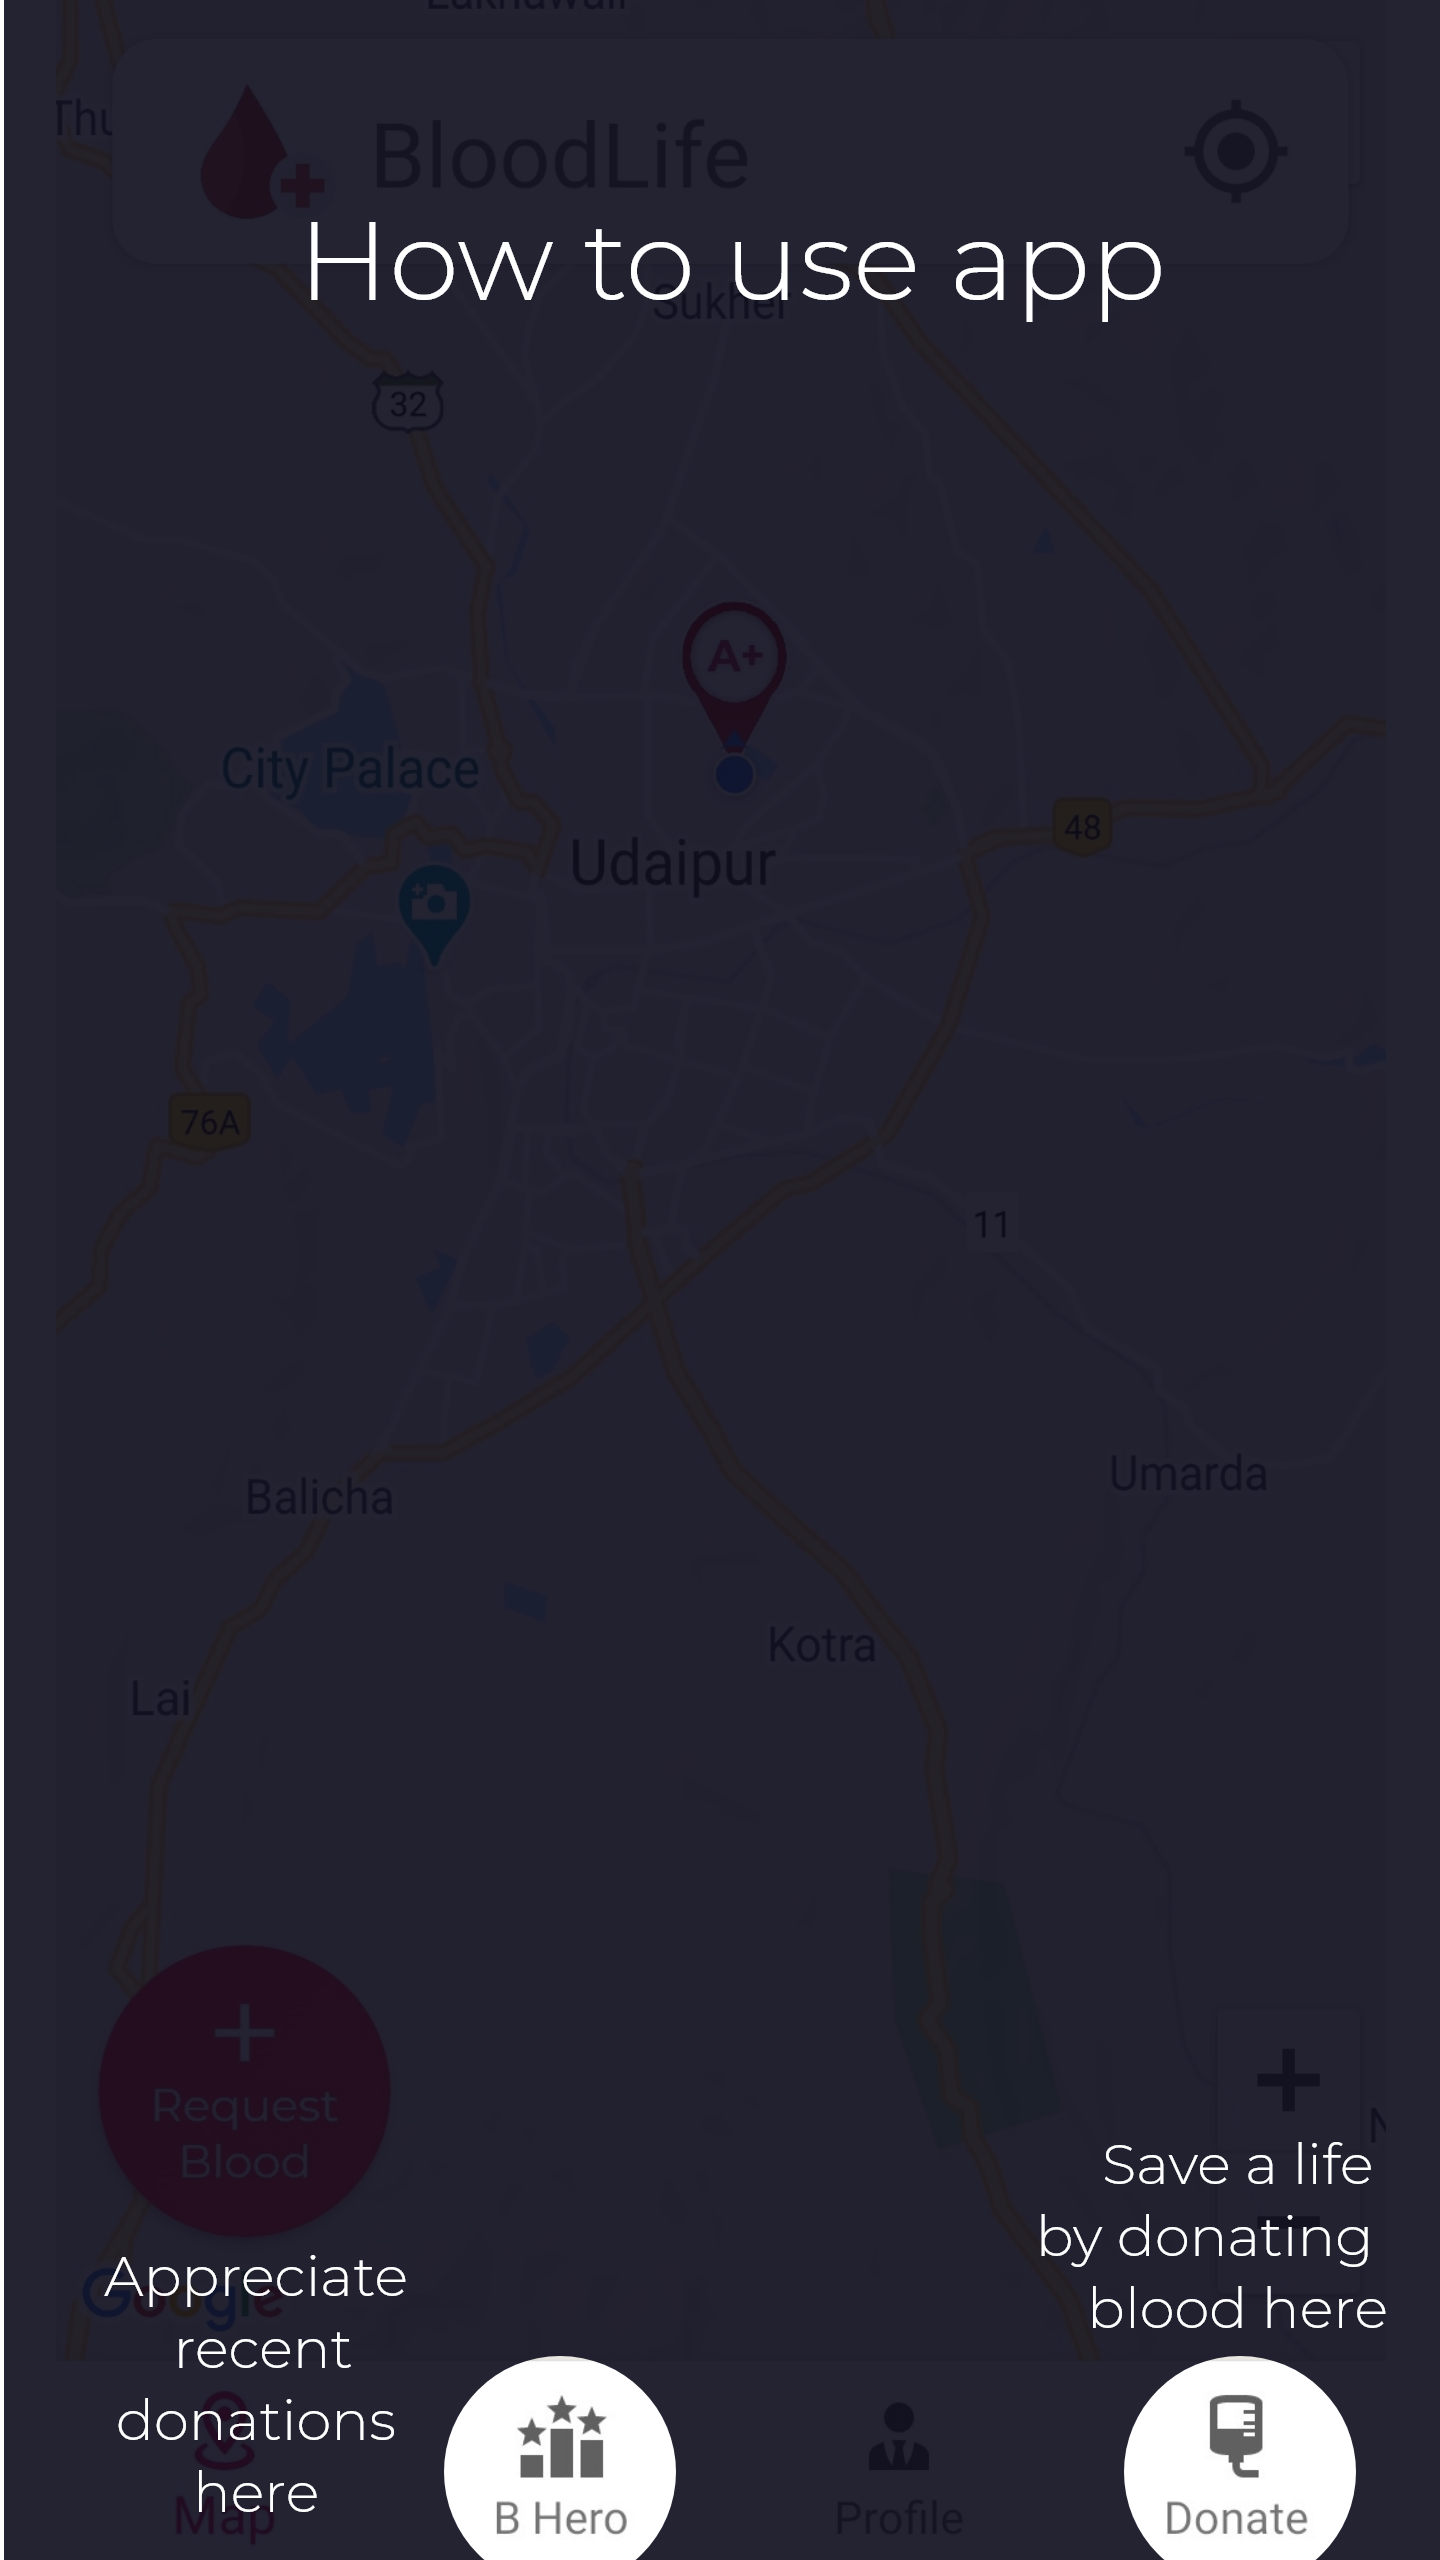 BloodLife
How to use app
32
A+
City Palace
48
Udaipur
76A
11
Umarda
Balicha
Kotra
Lai
+
Request
Blood
+
Save a life
by donating
blood here
Google
Appreciate
recent
donations
here
Map
B Hero
Profile
Donate